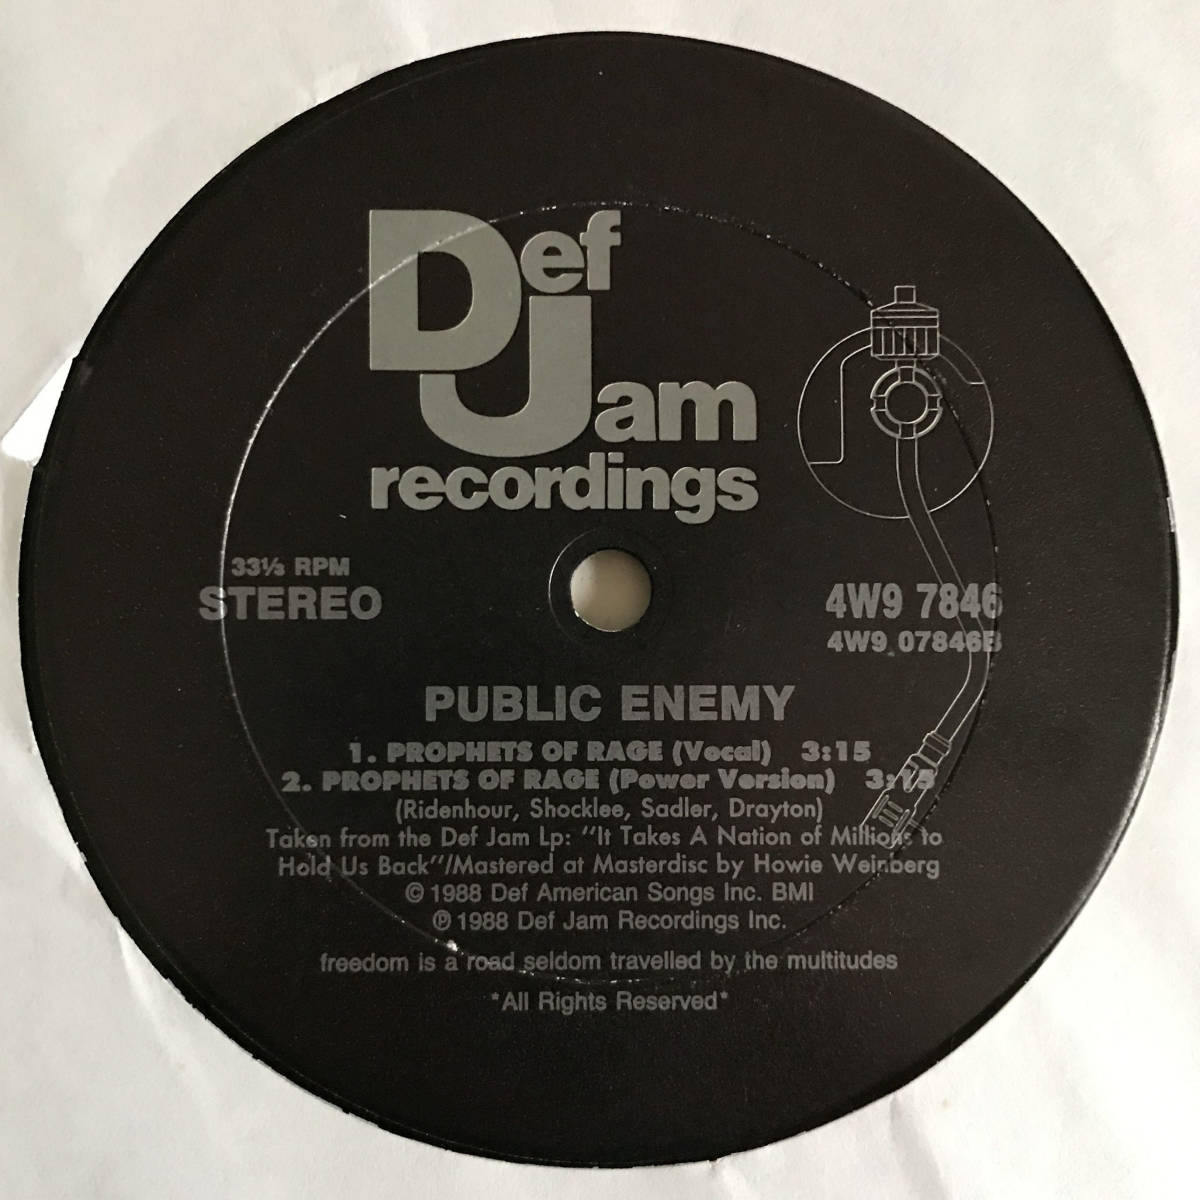 Def
Jam
recordings
33⅓ RPM
STEREO
4W9 7846
4W9 07846B
PUBLIC ENEMY
1. PROPHETS OF RAGE (Vocal) 3:15
2. PROPHETS OF RAGE (Power Version) 3:15
(Ridenhour, Shocklee, Sadler, Drayton)
Taken from the Def Jam Lp: "It Takes A Nation of Millions to
Hold Us Back"/Mastered at Masterdisc by Howie Weinberg
© 1988 Def American Songs Inc. BMI
℗ 1988 Def Jam Recordings Inc.
freedom is a road seldom travelled by the multitudes
*All Rights Reserved*